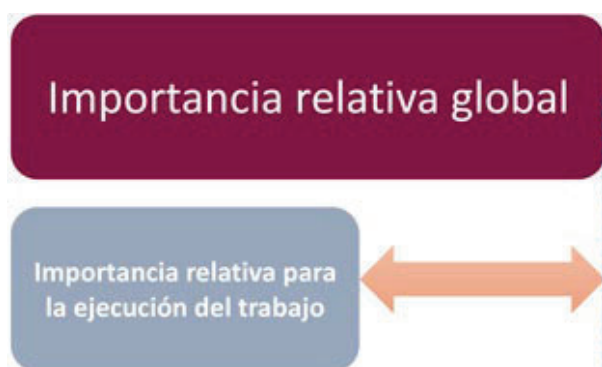 Importancia relativa global
Importancia relativa para
la ejecución del trabajo